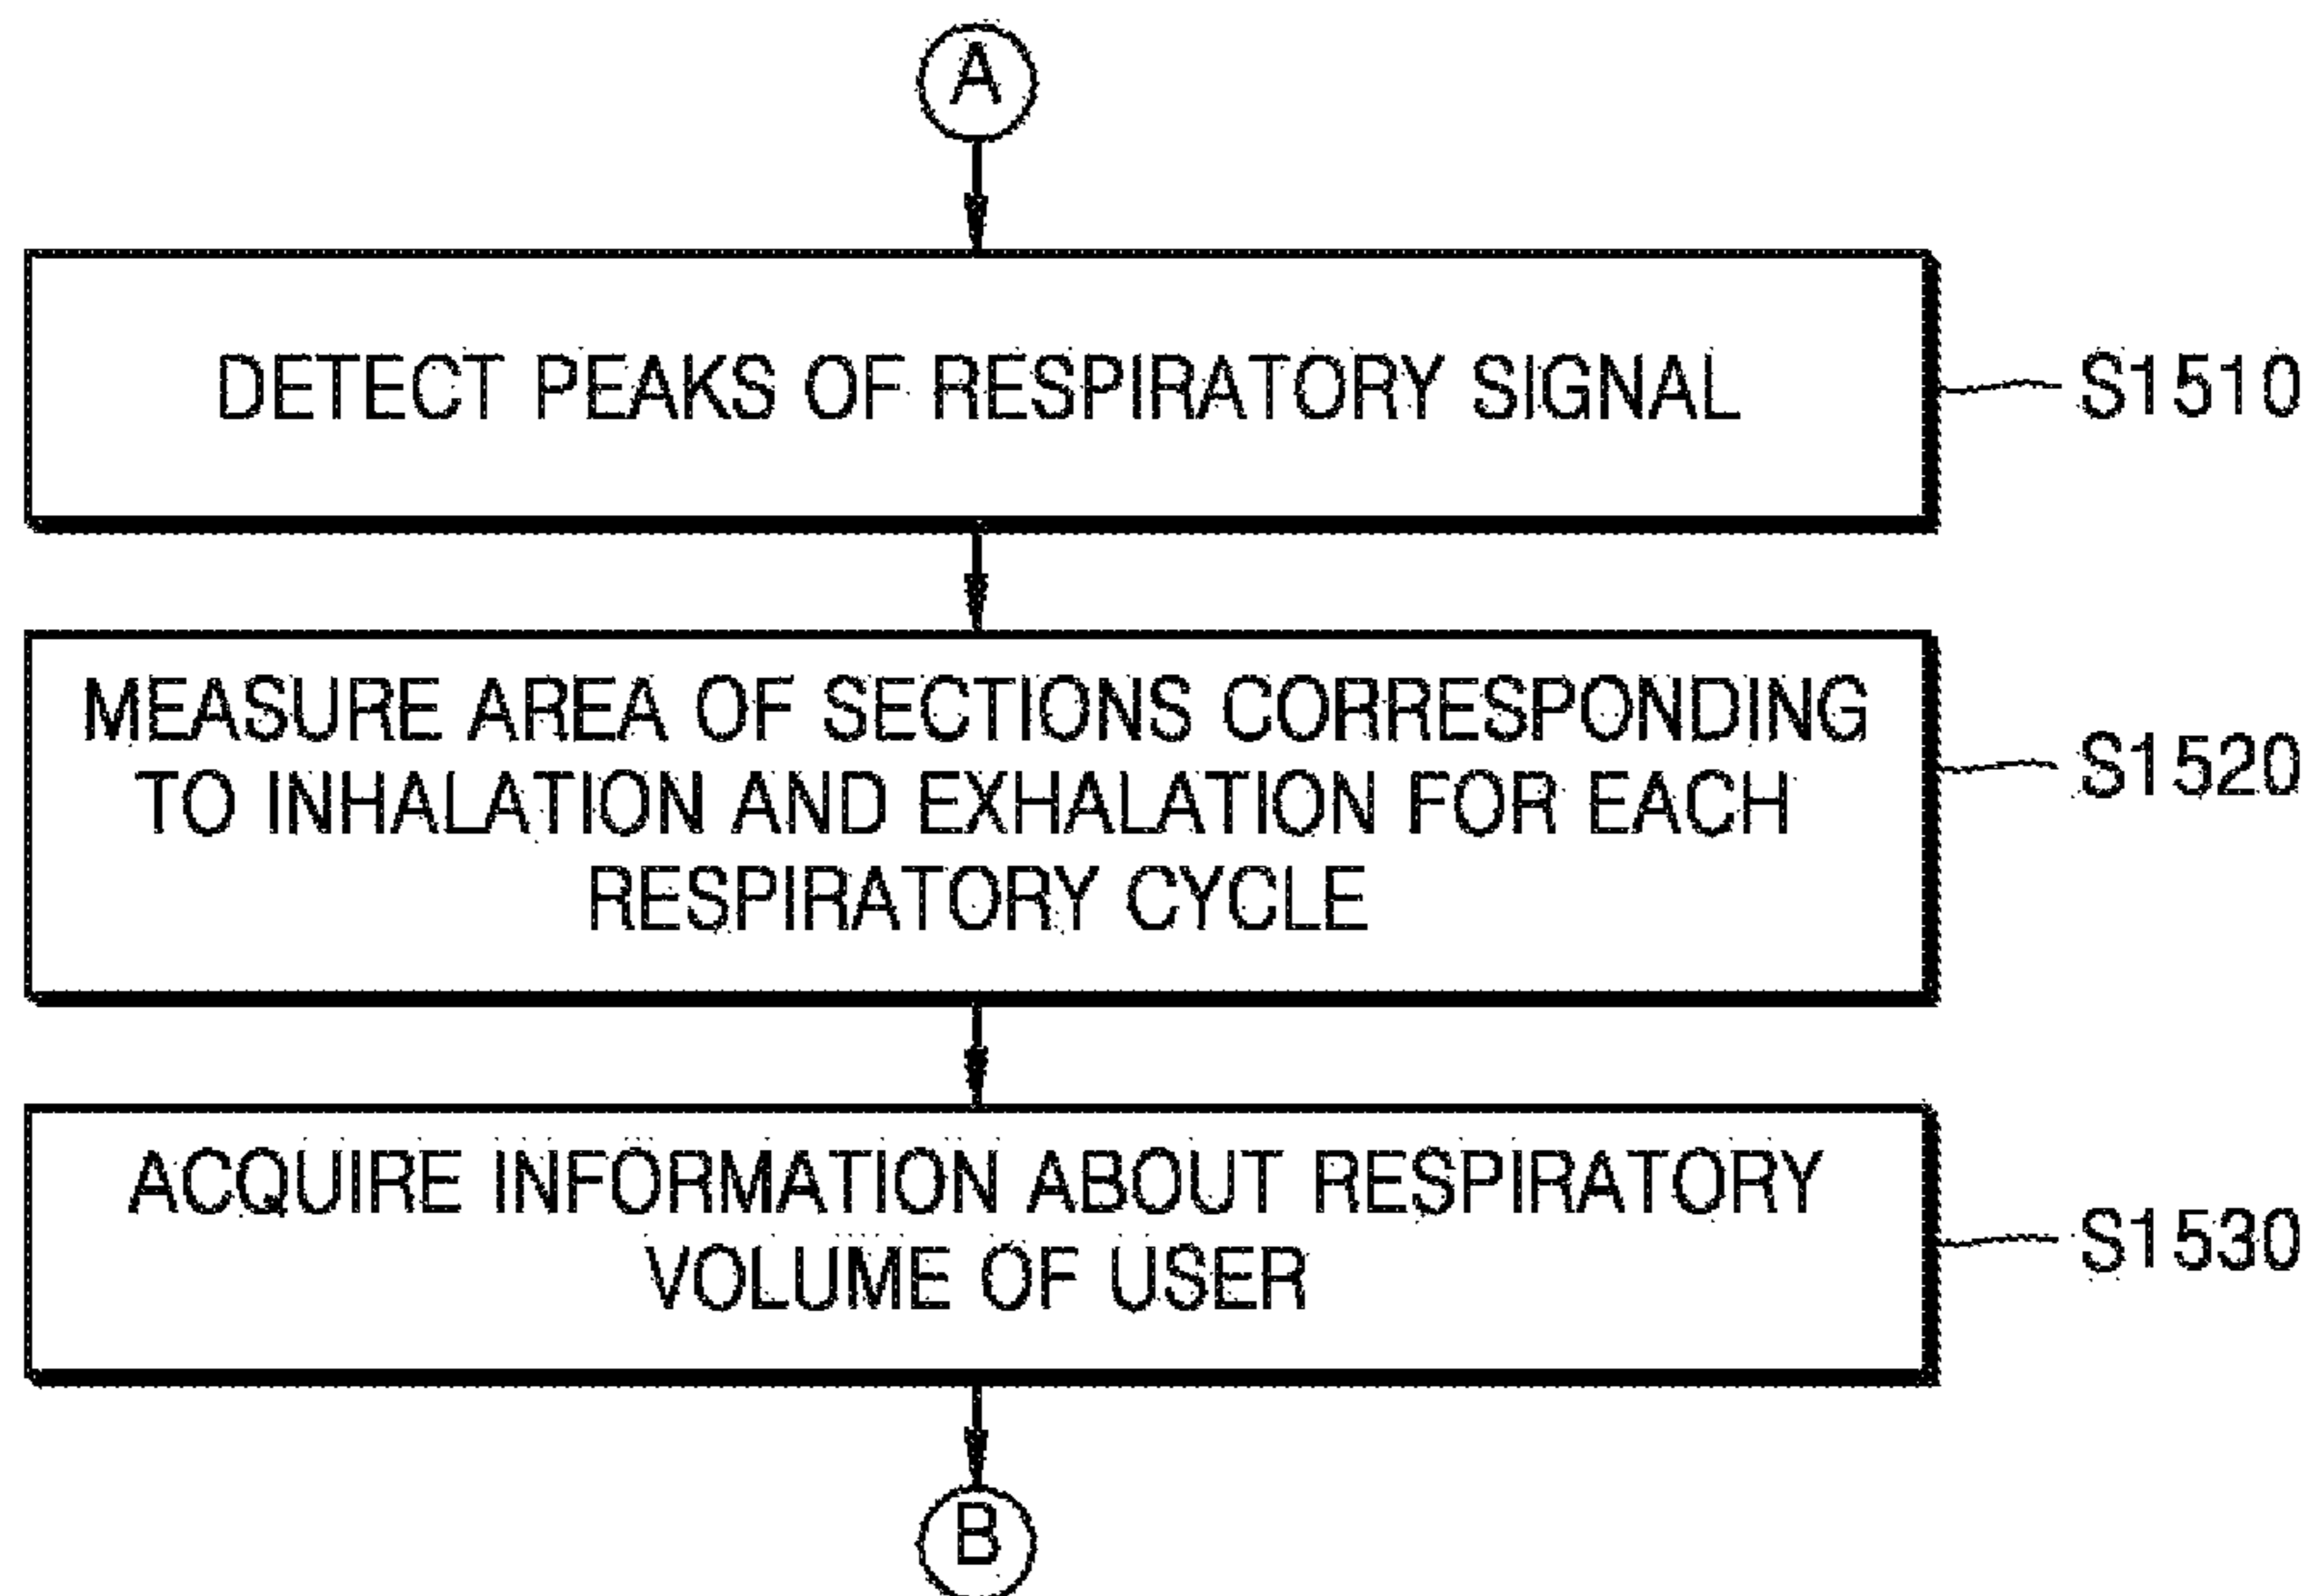 A
DETECT PEAKS OF RESPIRATORY SIGNAL
S1510
MEASURE AREA OF SECTIONS CORRESPONDING
TO INHALATION AND EXHALATION FOR EACH
RESPIRATORY CYCLE
S1520
ACQUIRE INFORMATION ABOUT RESPIRATORY
VOLUME OF USER
S1530
B